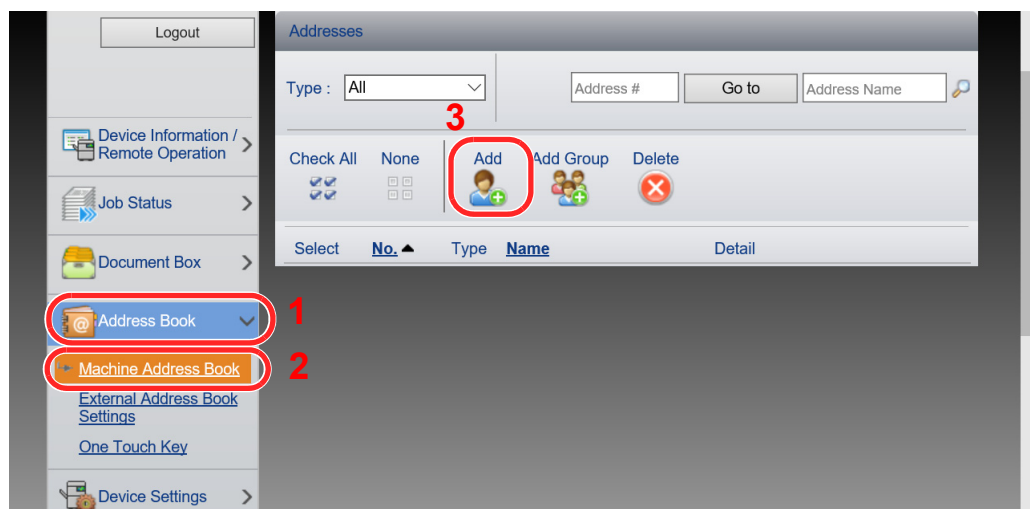 Logout
Addresses
Type :
All
Address #
Go to
Address Name
3
Device Information /
Remote Operation
Check All
None
Add
Add Group
Delete
Job Status
Select
No.
Type
Name
Detail
Document Box
Address Book
1
Machine Address Book
2
External Address Book
Settings
One Touch Key
Device Settings